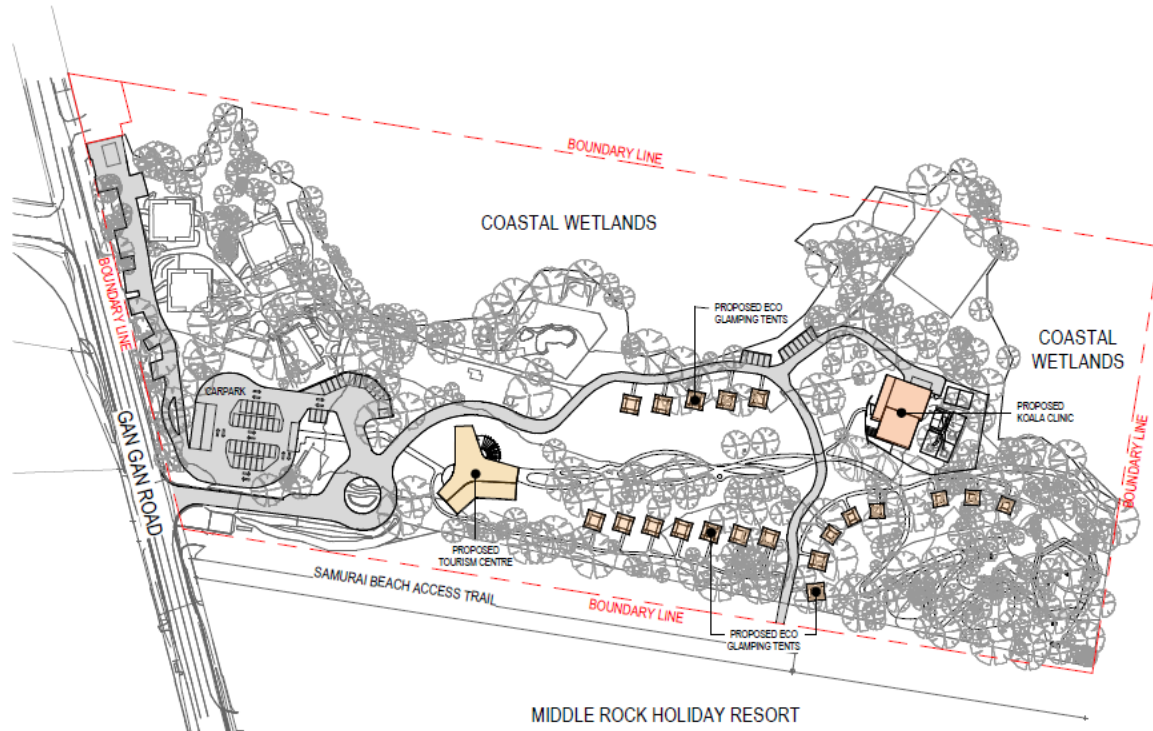 BOUNDARY LINE
COASTAL WETLANDS
BOUNDARY LINE
PROPOSED ECO
GLAMPING TENTS
COASTAL
WETLANDS
CARPARK
PROPOSED
KOALA CLINIC
BOUNDARY LINE
GAN GAN ROAD
PROPOSED
TOURISM CENTRE
SAMURAI BEACH ACCESS TRAIL
BOUNDARY LINE
PROPOSED ECO
GLAMPING TENTS
MIDDLE ROCK HOLIDAY RESORT